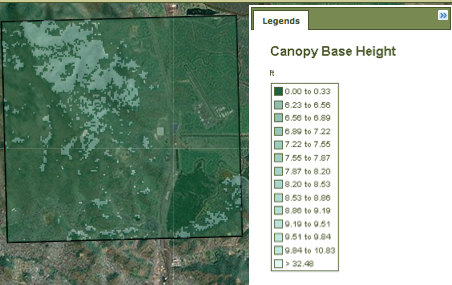 Legends
Canopy Base Height
ft
0.00 to 0.33
6.23 to 6.56
6.56 to 6.89
6.89 to 7.22
7.22 to 7.55
7.55 to 7.87
7.87 to 8.20
8.20 to 8.53
8.53 to 8.86
8.86 to 9.19
9.19 to 9.51
9.51 to 9.84
9.84 to 10.83
> 32.48